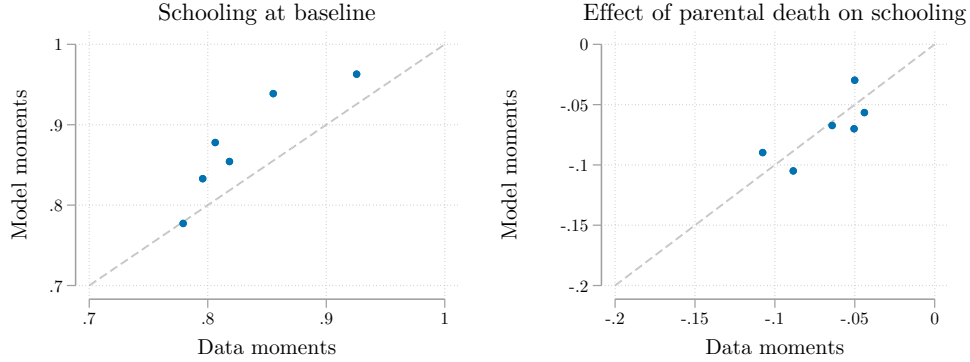 Schooling at baseline
1
.9
.8
.7
Model moments
.7 .8 .9 1
Data moments
Effect of parental death on schooling
0
-.05
-.1
-.15
-.2
Model moments
-.2 -.15 -.1 -.05 0
Data moments